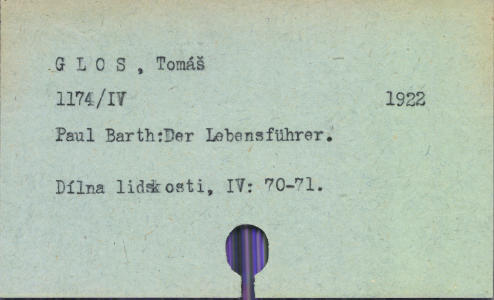 G L O S , Tomáš
1174/IV 1922
Paul Barth:Der Lebensführer.
Dílna lidskosti, IV: 70-71.